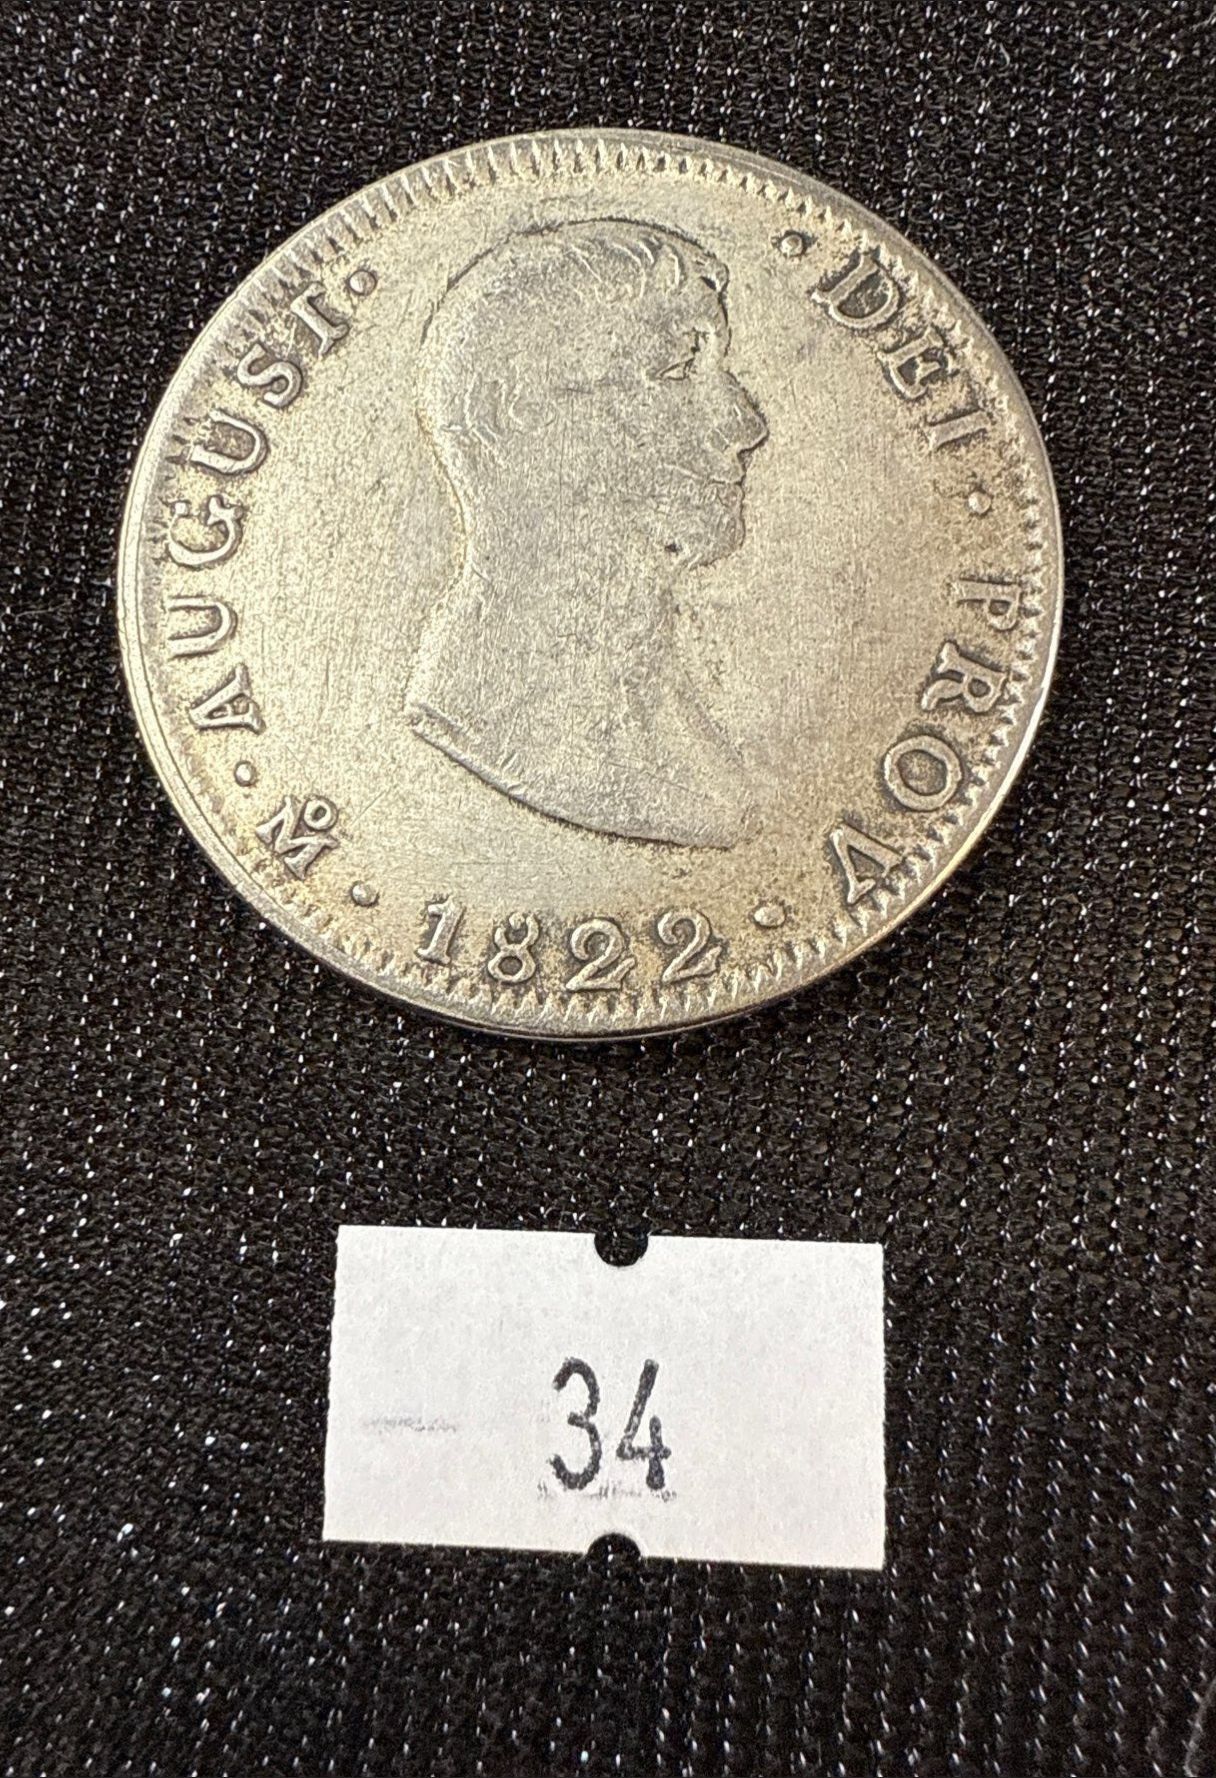 · Mº · AUGUST. · DEI · PROV · 1822 ·
34